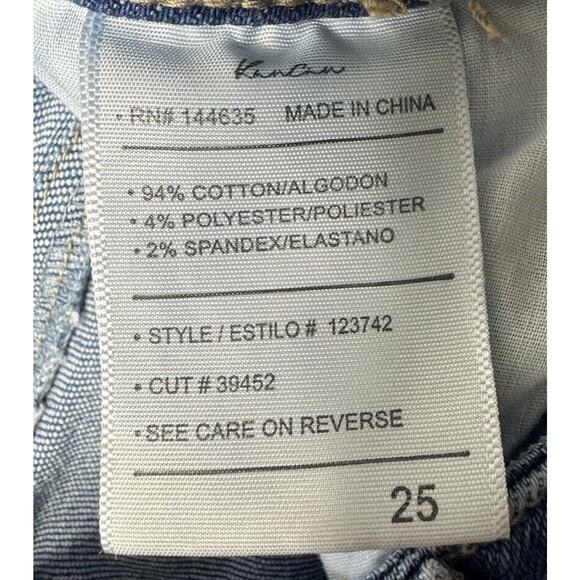 KanCan
• RN# 144635 MADE IN CHINA
• 94% COTTON/ALGODON
• 4% POLYESTER/POLIESTER
• 2% SPANDEX/ELASTANO
• STYLE / ESTILO # 123742
• CUT # 39452
• SEE CARE ON REVERSE
25